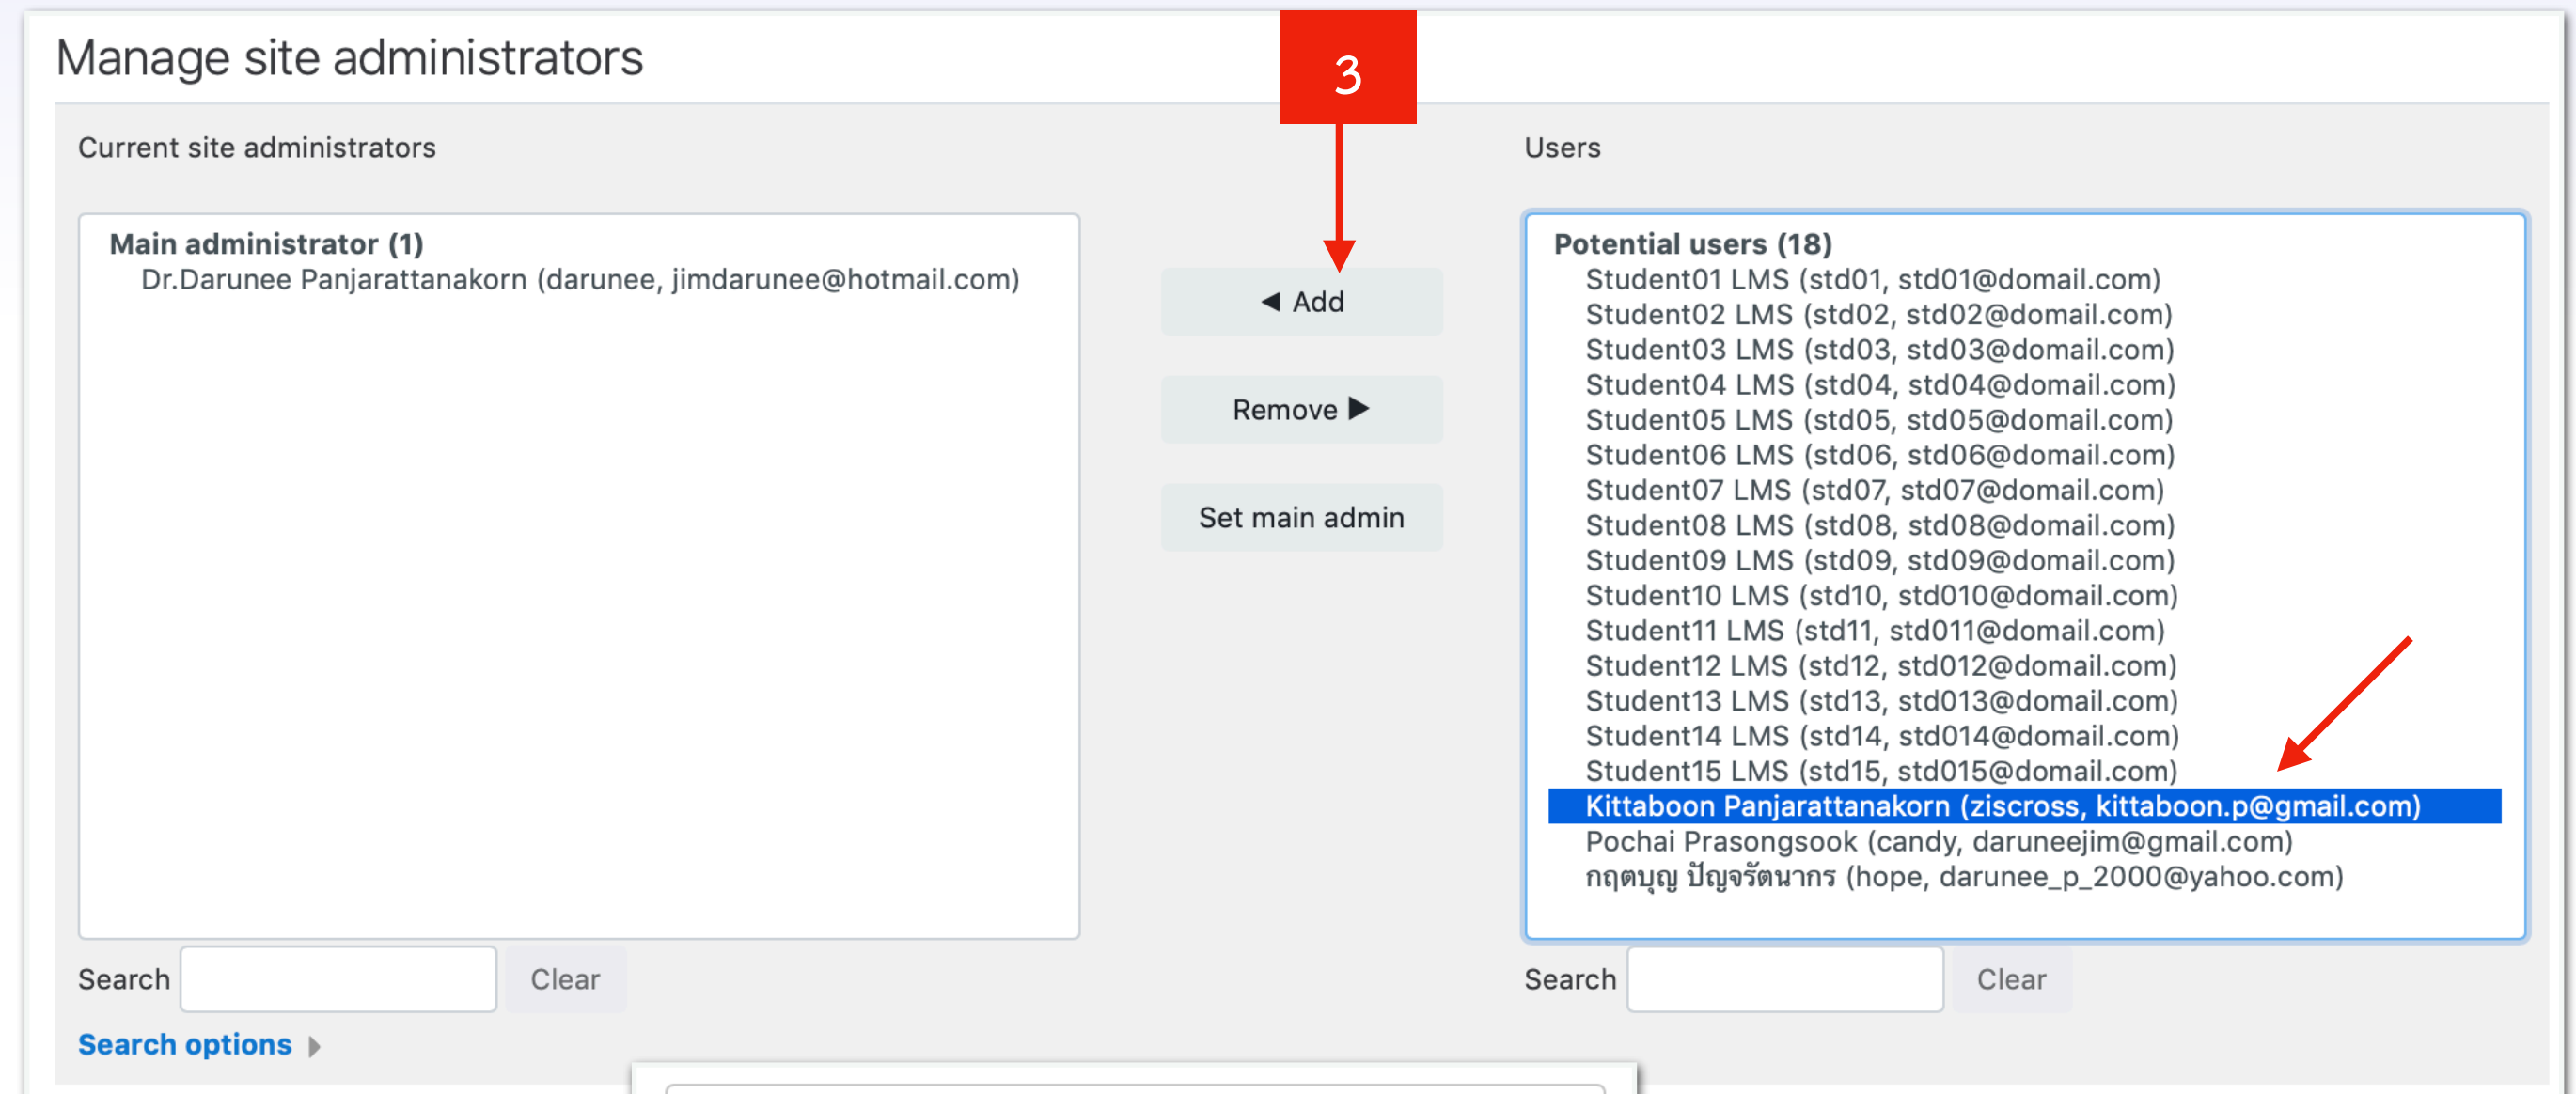 Manage site administrators
3
Current site administrators
Main administrator (1)
Dr.Darunee Panjarattanakorn (darunee, jimdarunee@hotmail.com)
Search
Clear
Search options
◀ Add
Remove ▶
Set main admin
Users
Potential users (18)
Student01 LMS (std01, std01@domail.com)
Student02 LMS (std02, std02@domail.com)
Student03 LMS (std03, std03@domail.com)
Student04 LMS (std04, std04@domail.com)
Student05 LMS (std05, std05@domail.com)
Student06 LMS (std06, std06@domail.com)
Student07 LMS (std07, std07@domail.com)
Student08 LMS (std08, std08@domail.com)
Student09 LMS (std09, std09@domail.com)
Student10 LMS (std10, std010@domail.com)
Student11 LMS (std11, std011@domail.com)
Student12 LMS (std12, std012@domail.com)
Student13 LMS (std13, std013@domail.com)
Student14 LMS (std14, std014@domail.com)
Student15 LMS (std15, std015@domail.com)
Kittaboon Panjarattanakorn (ziscross, kittaboon.p@gmail.com)
Pochai Prasongsook (candy, daruneejim@gmail.com)
กฤตบุญ ปัญจรัตนากร (hope, darunee_p_2000@yahoo.com)
Search
Clear